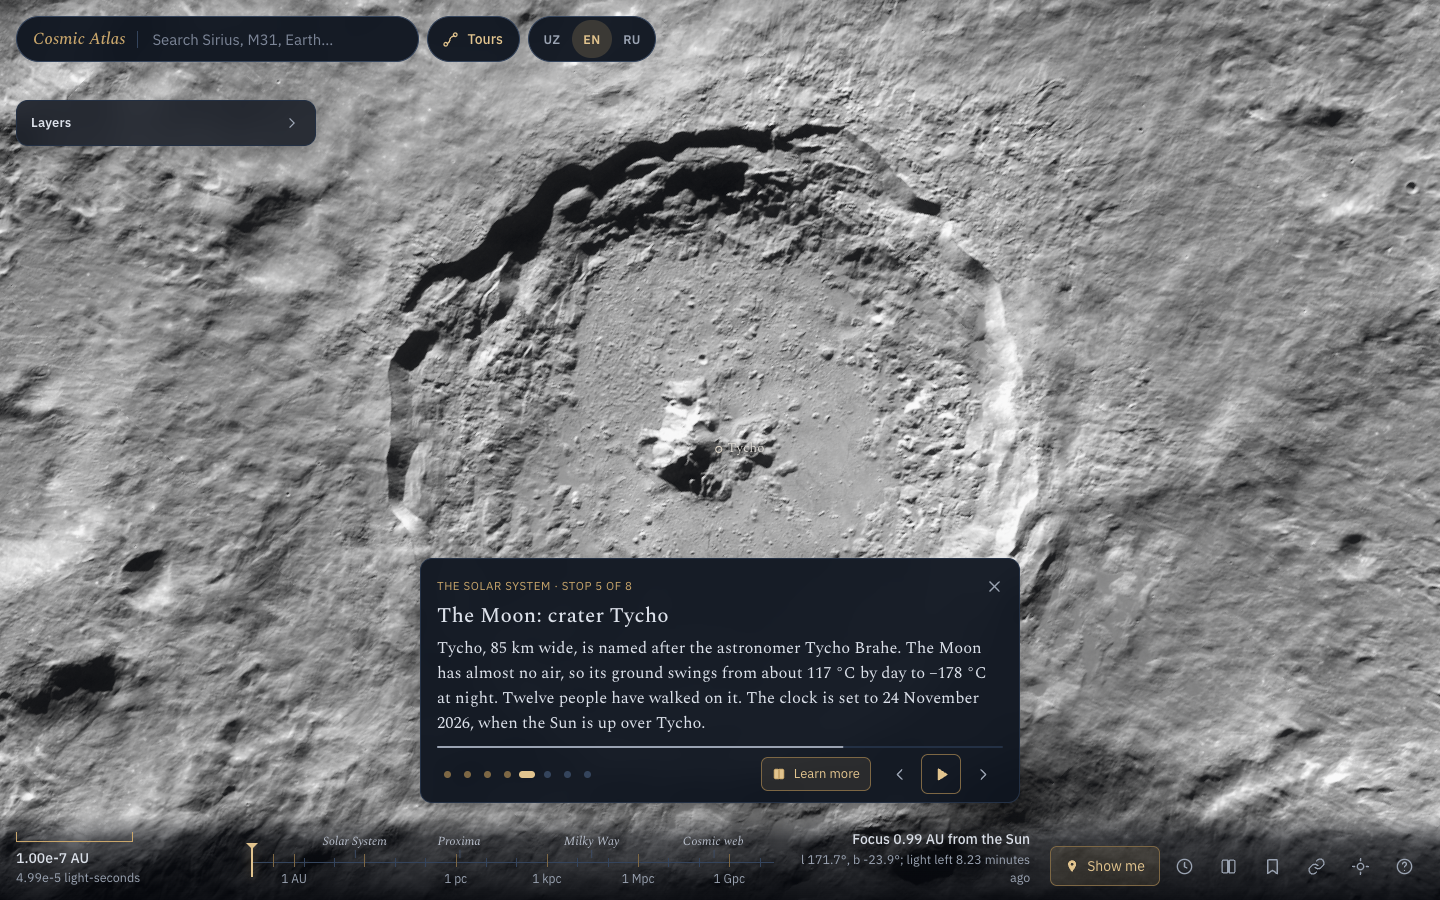 Cosmic Atlas
Search Sirius, M31, Earth...
Tours
UZ
EN
RU
Layers
Tycho
THE SOLAR SYSTEM · STOP 5 OF 8
The Moon: crater Tycho
Tycho, 85 km wide, is named after the astronomer Tycho Brahe. The Moon
has almost no air, so its ground swings from about 117 °C by day to −178 °C
at night. Twelve people have walked on it. The clock is set to 24 November
2026, when the Sun is up over Tycho.
Learn more
Solar System
Proxima
Milky Way
Cosmic web
1 AU
1 pc
1 kpc
1 Mpc
1 Gpc
1.00e-7 AU
4.99e-5 light-seconds
Focus 0.99 AU from the Sun
l 171.7°, b -23.9°; light left 8.23 minutes
ago
Show me